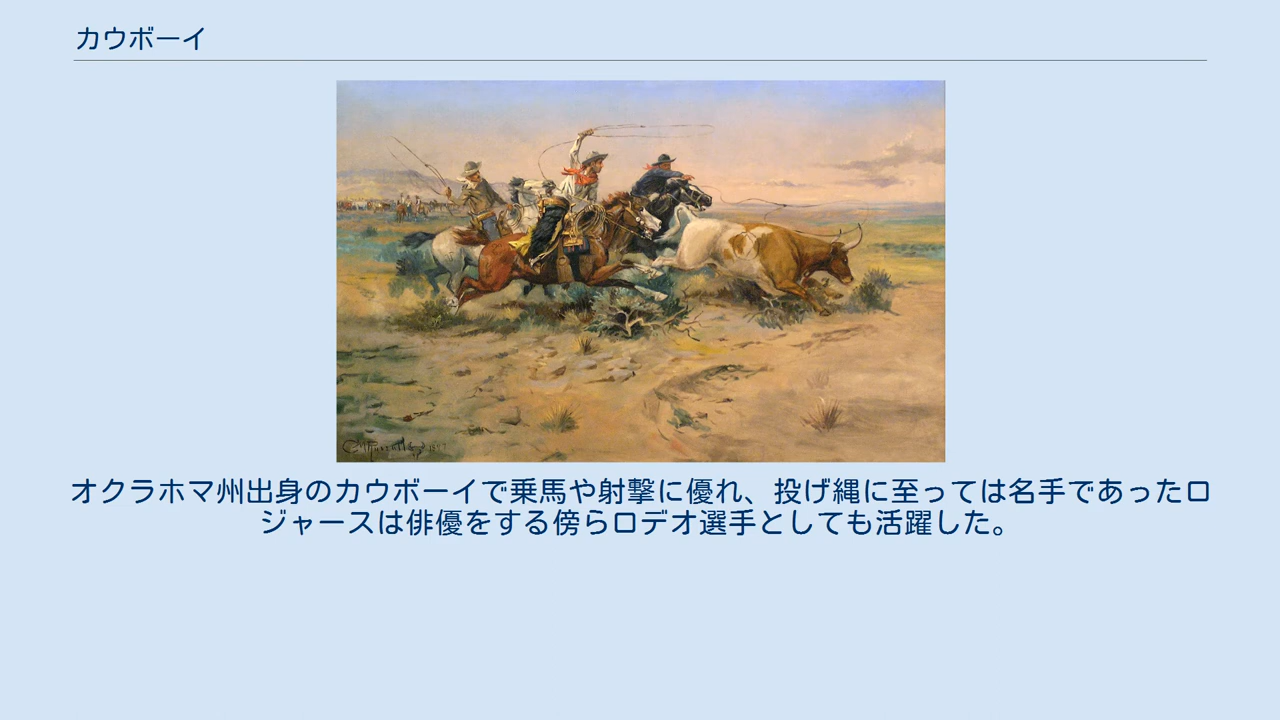 カウボーイ
オクラホマ州出身のカウボーイで乗馬や射撃に優れ、投げ縄に至っては名手であったロ
ジャースは俳優をする傍らロデオ選手としても活躍した。